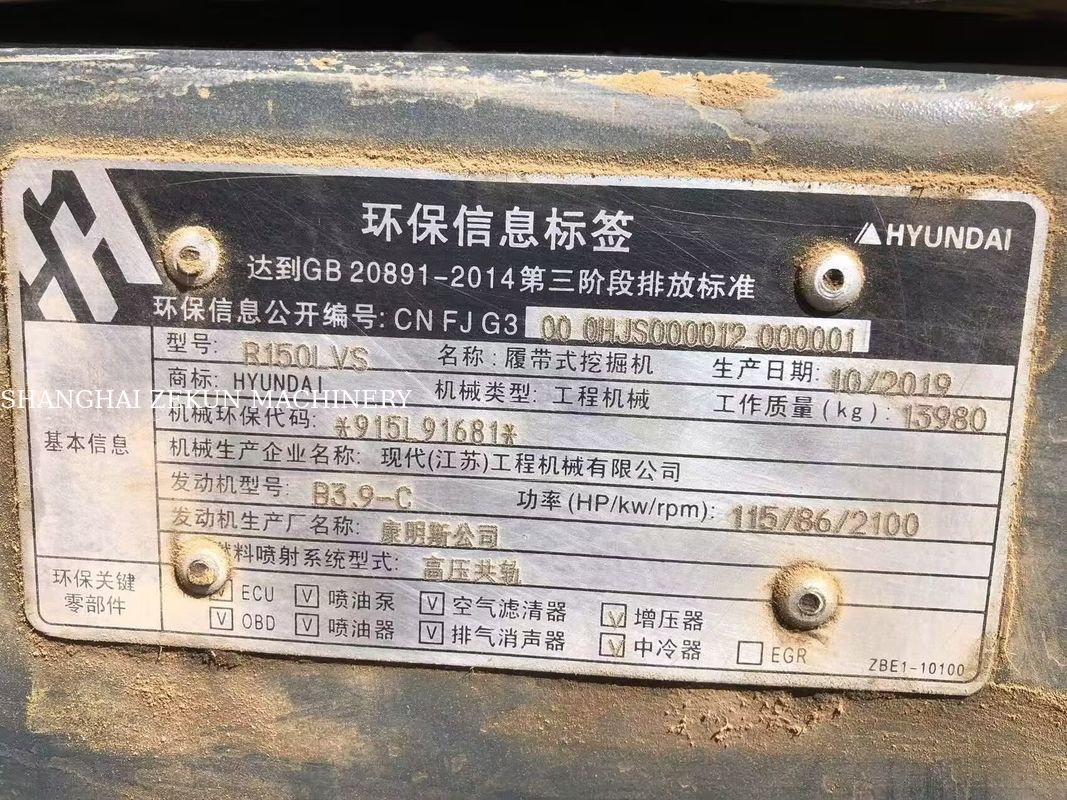 环保信息标签
HYUNDAI
达到GB 20891-2014第三阶段排放标准
环保信息公开编号: CN FJ G3 00 0HJS000012 000001
型号: R150LVS 名称: 履带式挖掘机 生产日期: 10/2019
商标: HYUNDAI 机械类型: 工程机械 工作质量(kg): 13980
SHANGHAI ZEKUN MACHINERY
机械环保代码: *915L91681*
基本信息
机械生产企业名称: 现代(江苏)工程机械有限公司
发动机型号: B3.9-C 功率(HP/kw/rpm): 115/86/2100
发动机生产厂名称: 康明斯公司
燃料喷射系统型式: 高压共轨
环保关键
零部件
ECU V 喷油泵 V 空气滤清器 V 增压器
V OBD V 喷油器 V 排气消声器 V 中冷器 EGR
ZBE1-10100